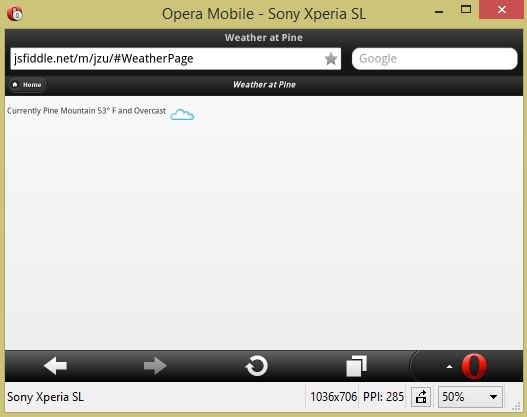 Opera Mobile - Sony Xperia SL
Weather at Pine
jsfiddle.net/m/jzu/#WeatherPage
Google
Home
Weather at Pine
Currently Pine Mountain 53° F and Overcast
Sony Xperia SL
1036x706
PPI: 285
50%